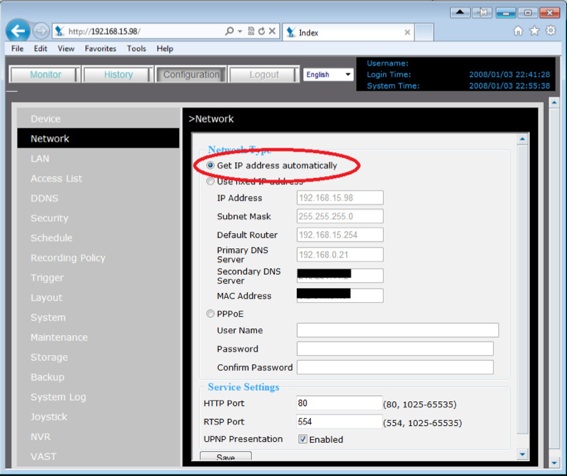 http://192.168.15.98/
Index
File Edit View Favorites Tools Help
Monitor History Configuration Logout English
Username:
Login Time: 2008/01/03 22:41:28
System Time: 2008/01/03 22:55:38
Device
Network
LAN
Access List
DDNS
Security
Schedule
Recording Policy
Trigger
Layout
System
Maintenance
Storage
Backup
System Log
Joystick
NVR
VAST
>Network
Network Type
Get IP address automatically
Use fixed IP address
IP Address 192.168.15.98
Subnet Mask 255.255.255.0
Default Router 192.168.15.254
Primary DNS Server 192.168.0.21
Secondary DNS Server
MAC Address
PPPoE
User Name
Password
Confirm Password
Service Settings
HTTP Port 80 (80, 1025-65535)
RTSP Port 554 (554, 1025-65535)
UPNP Presentation Enabled
Save